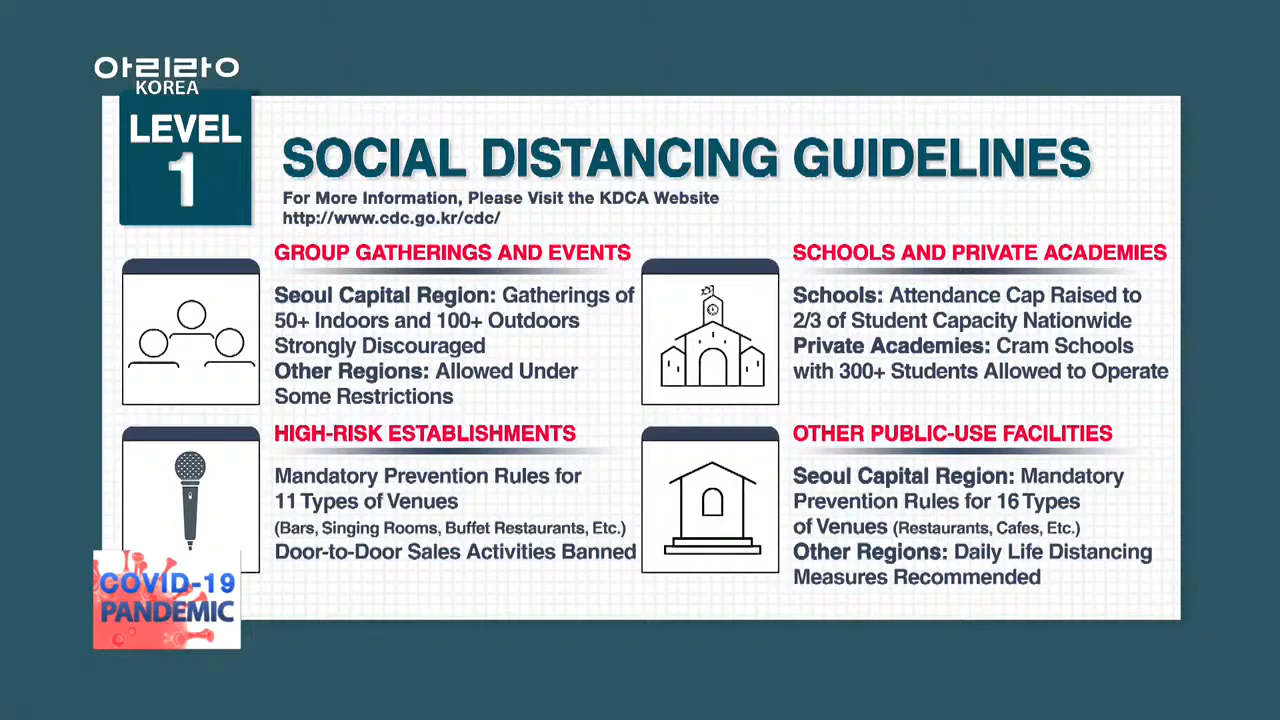 아리랑
KOREA
LEVEL
1
SOCIAL DISTANCING GUIDELINES
For More Information, Please Visit the KDCA Website
http://www.cdc.go.kr/cdc/
GROUP GATHERINGS AND EVENTS
Seoul Capital Region: Gatherings of
50+ Indoors and 100+ Outdoors
Strongly Discouraged
Other Regions: Allowed Under
Some Restrictions
SCHOOLS AND PRIVATE ACADEMIES
Schools: Attendance Cap Raised to
2/3 of Student Capacity Nationwide
Private Academies: Cram Schools
with 300+ Students Allowed to Operate
HIGH-RISK ESTABLISHMENTS
Mandatory Prevention Rules for
11 Types of Venues
(Bars, Singing Rooms, Buffet Restaurants, Etc.)
Door-to-Door Sales Activities Banned
OTHER PUBLIC-USE FACILITIES
Seoul Capital Region: Mandatory
Prevention Rules for 16 Types
of Venues (Restaurants, Cafes, Etc.)
Other Regions: Daily Life Distancing
Measures Recommended
COVID-19
PANDEMIC